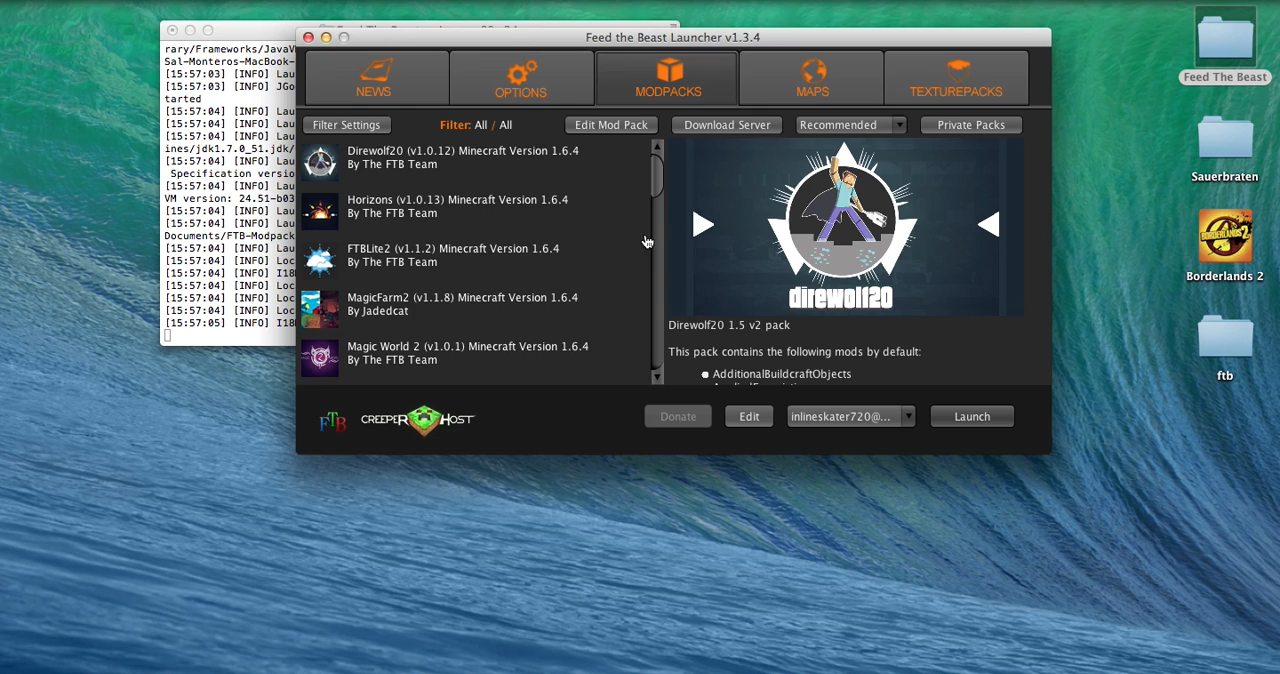 Feed the Beast Launcher v1.3.4
rary/Frameworks/JavaV
Sal-Monteros-MacBook-
[15:57:03] [INFO] Lau
[15:57:03] [INFO] JGo
tarted
[15:57:04] [INFO] Lau
[15:57:04] [INFO] Lau
[15:57:04] [INFO] Lau
ines/jdk1.7.0_51.jdk/
[15:57:04] [INFO] Lau
Specification versio
[15:57:04] [INFO] Lau
VM version: 24.51-b03
[15:57:04] [INFO] Lau
[15:57:04] [INFO] Lau
Documents/FTB-Modpack
[15:57:04] [INFO] Loc
[15:57:04] [INFO] I18
[15:57:04] [INFO] Loc
[15:57:04] [INFO] Loc
[15:57:04] [INFO] Loc
[15:57:05] [INFO] I18
NEWS
OPTIONS
MODPACKS
MAPS
TEXTUREPACKS
Filter Settings
Filter: All / All
Edit Mod Pack
Download Server
Recommended
Private Packs
Direwolf20 (v1.0.12) Minecraft Version 1.6.4
By The FTB Team
Horizons (v1.0.13) Minecraft Version 1.6.4
By The FTB Team
FTBLite2 (v1.1.2) Minecraft Version 1.6.4
By The FTB Team
MagicFarm2 (v1.1.8) Minecraft Version 1.6.4
By Jadedcat
Magic World 2 (v1.0.1) Minecraft Version 1.6.4
By The FTB Team
direwolf20
Direwolf20 1.5 v2 pack
This pack contains the following mods by default:
AdditionalBuildcraftObjects
FTB
CREEPER HOST
Donate
Edit
inlineskater720@...
Launch
Feed The Beast
Sauerbraten
BORDERLANDS 2
Borderlands 2
ftb